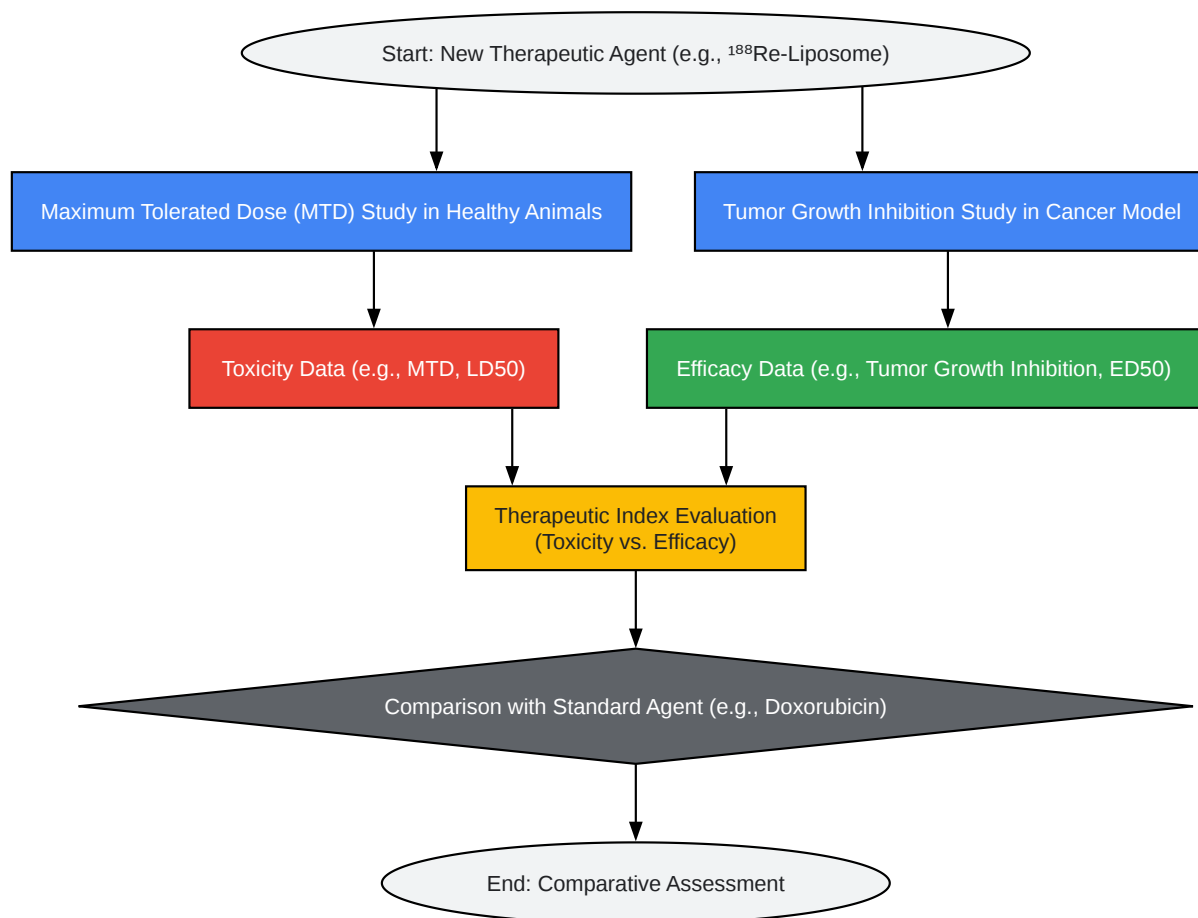 Start: New Therapeutic Agent (e.g., ¹⁸⁸Re-Liposome)
Maximum Tolerated Dose (MTD) Study in Healthy Animals
Tumor Growth Inhibition Study in Cancer Model
Toxicity Data (e.g., MTD, LD50)
Efficacy Data (e.g., Tumor Growth Inhibition, ED50)
Therapeutic Index Evaluation
(Toxicity vs. Efficacy)
Comparison with Standard Agent (e.g., Doxorubicin)
End: Comparative Assessment